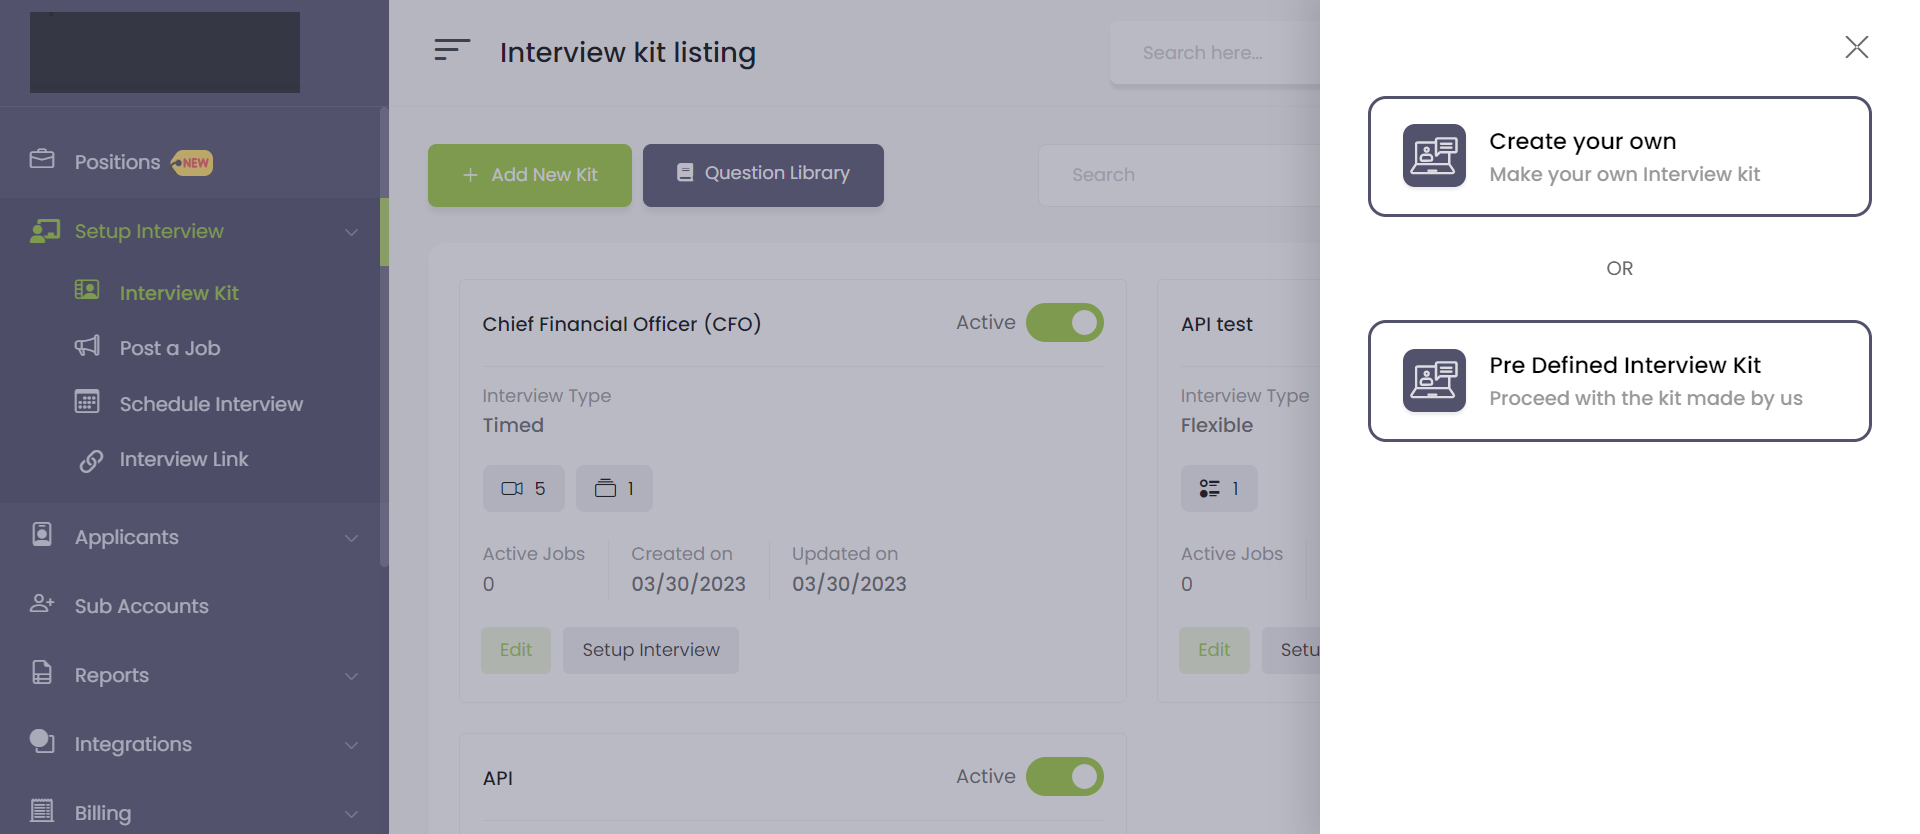 Positions NEW
Setup Interview
Interview Kit
Post a Job
Schedule Interview
Interview Link
Applicants
Sub Accounts
Reports
Integrations
Billing
Interview kit listing
Search here...
+ Add New Kit
Question Library
Search
Chief Financial Officer (CFO)
Active
Interview Type
Timed
5
1
Active Jobs
0
Created on
03/30/2023
Updated on
03/30/2023
Edit
Setup Interview
API test
Interview Type
Flexible
1
Active Jobs
0
Edit
Setu
API
Active
Create your own
Make your own Interview kit
OR
Pre Defined Interview Kit
Proceed with the kit made by us